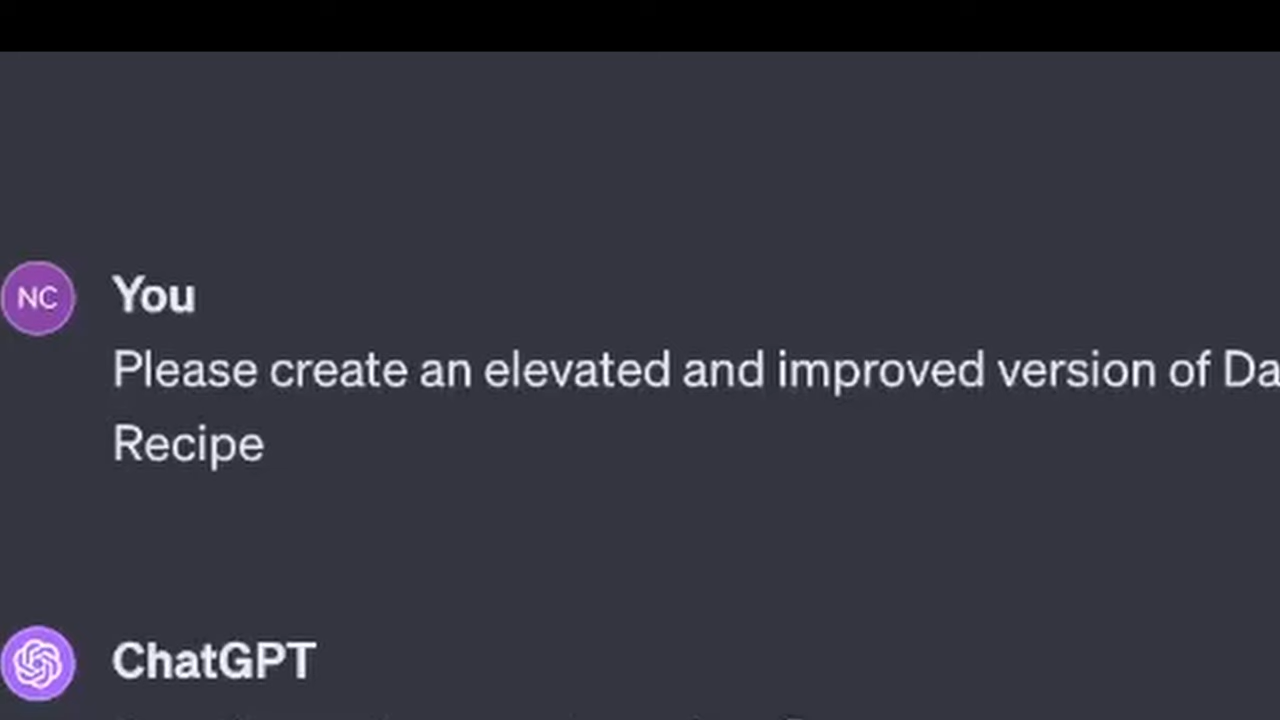 NC
You
Please create an elevated and improved version of Da
Recipe
ChatGPT